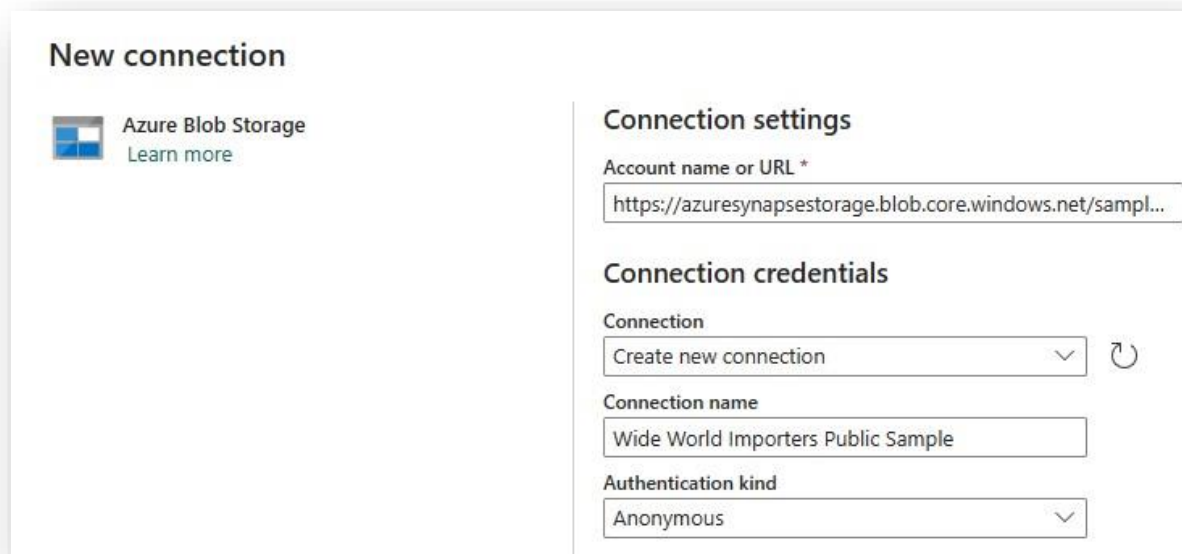 New connection
Azure Blob Storage
Learn more
Connection settings
Account name or URL *
https://azuresynapsestorage.blob.core.windows.net/sampl...
Connection credentials
Connection
Create new connection
Connection name
Wide World Importers Public Sample
Authentication kind
Anonymous